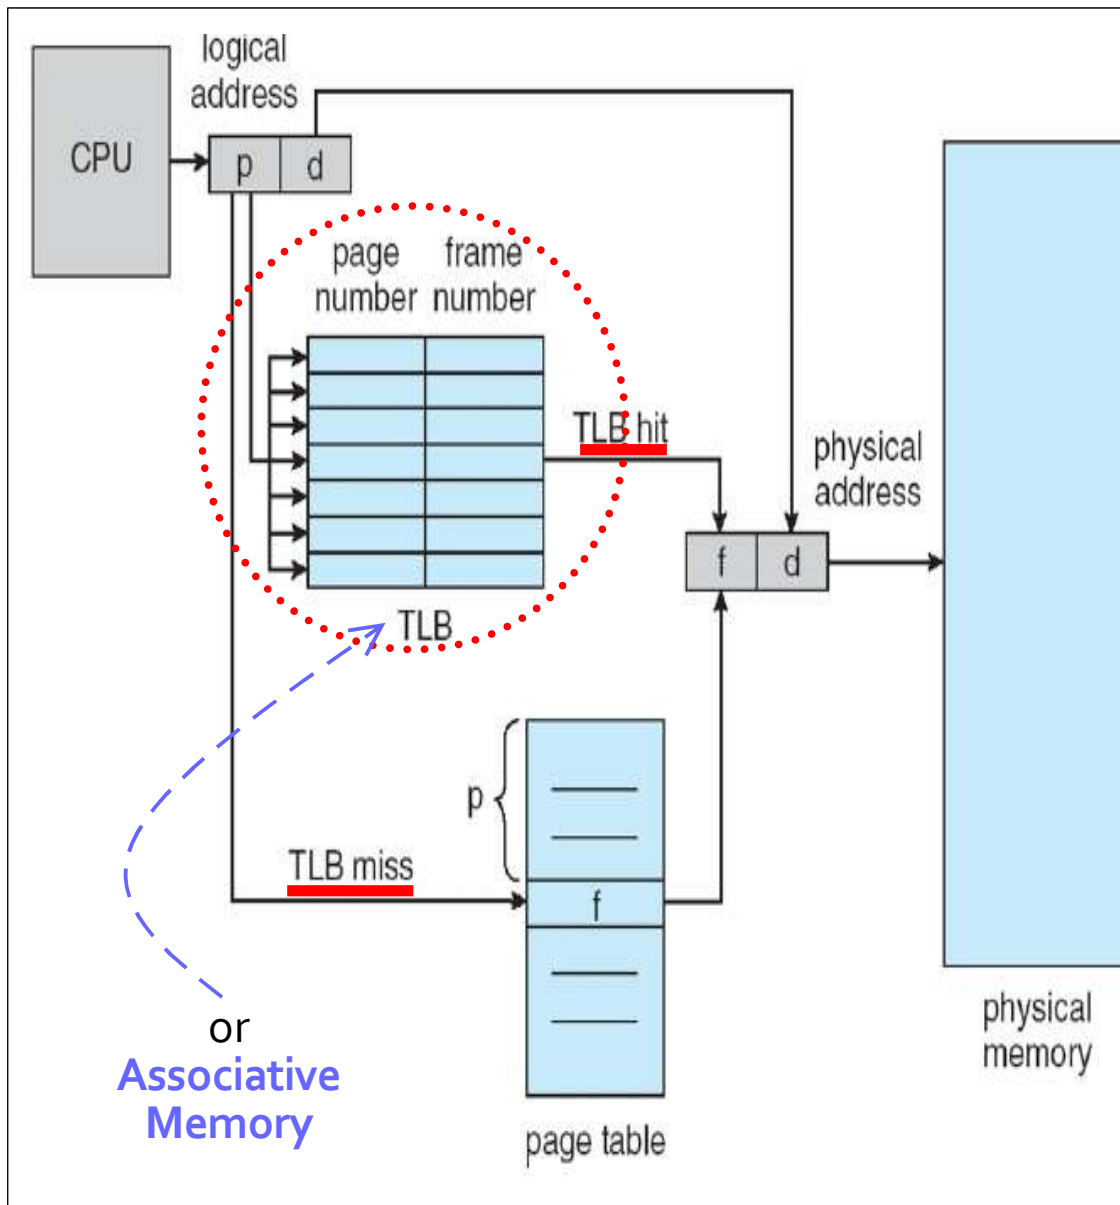 logical
address
CPU
p d
page frame
number number
TLB hit
physical
address
f d
TLB
p
TLB miss
f
or
Associative
Memory
page table
physical
memory